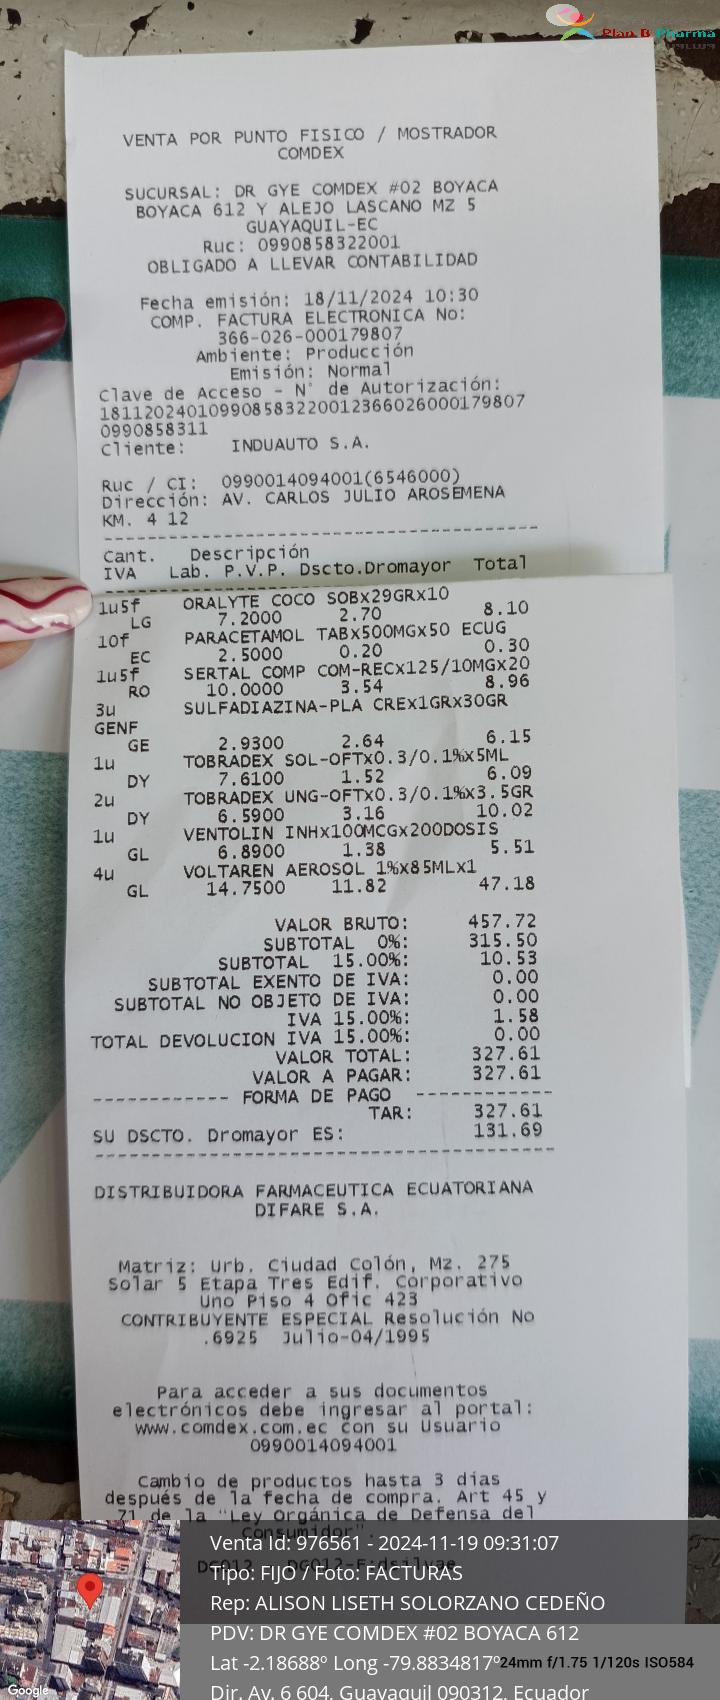 Plan B Pharma
VENTA POR PUNTO FISICO / MOSTRADOR
COMDEX
SUCURSAL: DR GYE COMDEX #02 BOYACA
BOYACA 612 Y ALEJO LASCANO MZ 5
GUAYAQUIL-EC
Ruc: 0990858322001
OBLIGADO A LLEVAR CONTABILIDAD
Fecha emisión: 18/11/2024 10:30
COMP. FACTURA ELECTRONICA No:
366-026-000179807
Ambiente: Producción
Emisión: Normal
Clave de Acceso - N° de Autorización:
181120240109908583220012366026000179807
0990858311
Cliente: INDUAUTO S.A.
Ruc / CI: 0990014094001(6546000)
Dirección: AV. CARLOS JULIO AROSEMENA
KM. 4 12
Cant. Descripción
IVA Lab. P.V.P. Dscto.Dromayor Total
1u5f ORALYTE COCO SOBx29GRx10
LG 7.2000 2.70 8.10
10f PARACETAMOL TABx500MGx50 ECUG
EC 2.5000 0.20 0.30
1u5f SERTAL COMP COM-RECx125/10MGx20
RO 10.0000 3.54 8.96
3u SULFADIAZINA-PLA CREx1GRx30GR
GENF
GE 2.9300 2.64 6.15
1u TOBRADEX SOL-OFTx0.3/0.1%x5ML
DY 7.6100 1.52 6.09
2u TOBRADEX UNG-OFTx0.3/0.1%x3.5GR
DY 6.5900 3.16 10.02
1u VENTOLIN INHx100MCGx200DOSIS
GL 6.8900 1.38 5.51
4u VOLTAREN AEROSOL 1%x85MLx1
GL 14.7500 11.82 47.18
VALOR BRUTO: 457.72
SUBTOTAL 0%: 315.50
SUBTOTAL 15.00%: 10.53
SUBTOTAL EXENTO DE IVA: 0.00
SUBTOTAL NO OBJETO DE IVA: 0.00
IVA 15.00%: 1.58
TOTAL DEVOLUCION IVA 15.00%: 0.00
VALOR TOTAL: 327.61
VALOR A PAGAR: 327.61
------------ FORMA DE PAGO ------------
TAR: 327.61
SU DSCTO. Dromayor ES: 131.69
DISTRIBUIDORA FARMACEUTICA ECUATORIANA
DIFARE S.A.
Matriz: Urb. Ciudad Colón, Mz. 275
Solar 5 Etapa Tres Edif. Corporativo
Uno Piso 4 Ofic 423
CONTRIBUYENTE ESPECIAL Resolución No
.6925 Julio-04/1995
Para acceder a sus documentos
electrónicos debe ingresar al portal:
www.comdex.com.ec con su Usuario
0990014094001
Cambio de productos hasta 3 días
después de la fecha de compra. Art 45 y
71 de la "Ley Orgánica de Defensa del
Consumidor".
Venta Id: 976561 - 2024-11-19 09:31:07
Tipo: FIJO / Foto: FACTURAS
Rep: ALISON LISETH SOLORZANO CEDEÑO
PDV: DR GYE COMDEX #02 BOYACA 612
Lat -2.18688º Long -79.8834817º
24mm f/1.75 1/120s ISO584
Dir. Av. 6 604, Guayaquil 090312, Ecuador
Google